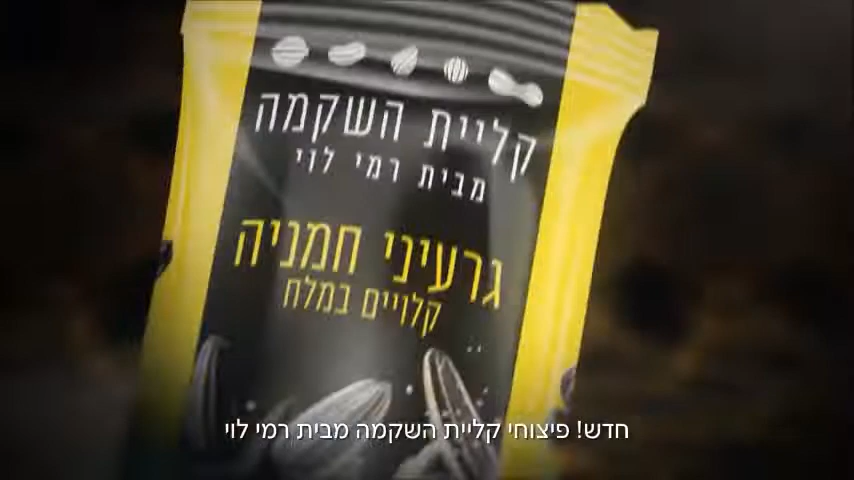 קליית השקמה
מבית רמי לוי
גרעיני חמניה
קלויים במלח
חדש! פיצוחי קליית השקמה מבית רמי לוי